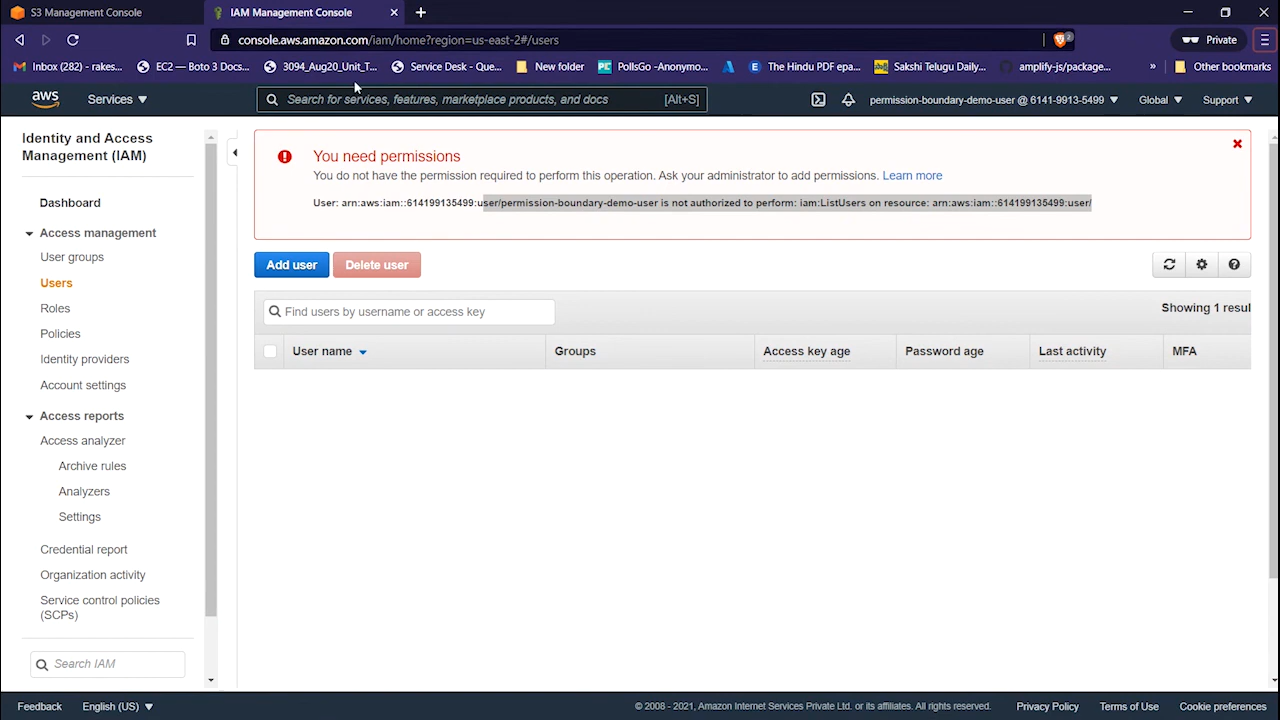 S3 Management Console
IAM Management Console
console.aws.amazon.com/iam/home?region=us-east-2#/users
2
Private
Inbox (282) - rakes...
EC2 — Boto 3 Docs...
3094_Aug20_Unit_T...
Service Desk - Que...
New folder
PC PollsGo -Anonymo...
E The Hindu PDF epa...
Sakshi Telugu Daily...
amplify-js/package...
»
Other bookmarks
aws
Services
Search for services, features, marketplace products, and docs
[Alt+S]
permission-boundary-demo-user @ 6141-9913-5499
Global
Support
Identity and Access
Management (IAM)
Dashboard
Access management
User groups
Users
Roles
Policies
Identity providers
Account settings
Access reports
Access analyzer
Archive rules
Analyzers
Settings
Credential report
Organization activity
Service control policies
(SCPs)
Search IAM
You need permissions
You do not have the permission required to perform this operation. Ask your administrator to add permissions. Learn more
User: arn:aws:iam::614199135499:user/permission-boundary-demo-user is not authorized to perform: iam:ListUsers on resource: arn:aws:iam::614199135499:user/
Add user
Delete user
Find users by username or access key
Showing 1 resul
User name
Groups
Access key age
Password age
Last activity
MFA
Feedback
English (US)
© 2008 - 2021, Amazon Internet Services Private Ltd. or its affiliates. All rights reserved.
Privacy Policy
Terms of Use
Cookie preferences